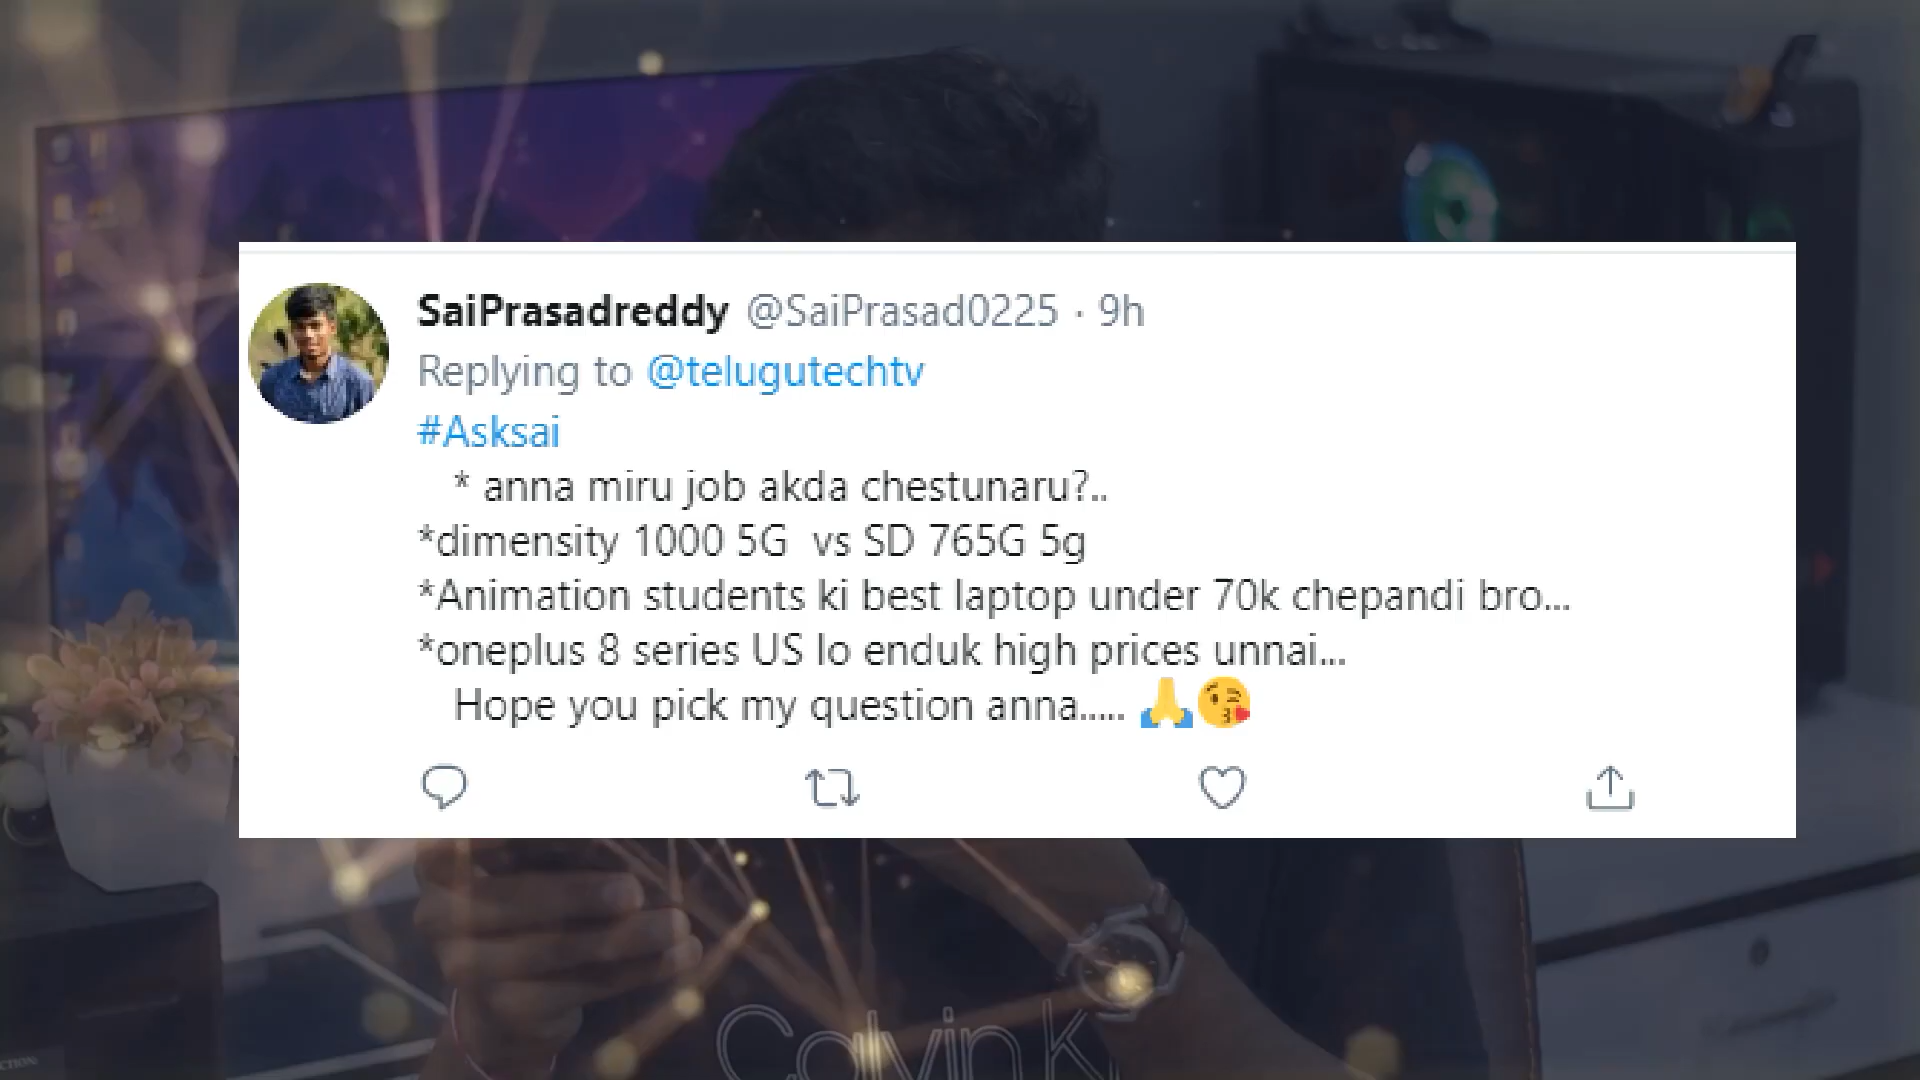 SaiPrasadreddy @SaiPrasad0225 · 9h
Replying to @telugutechtv
#Asksai
* anna miru job akda chestunaru?..
*dimensity 1000 5G vs SD 765G 5g
*Animation students ki best laptop under 70k chepandi bro...
*oneplus 8 series US lo enduk high prices unnai...
Hope you pick my question anna..... 🙏😘
Calvin K